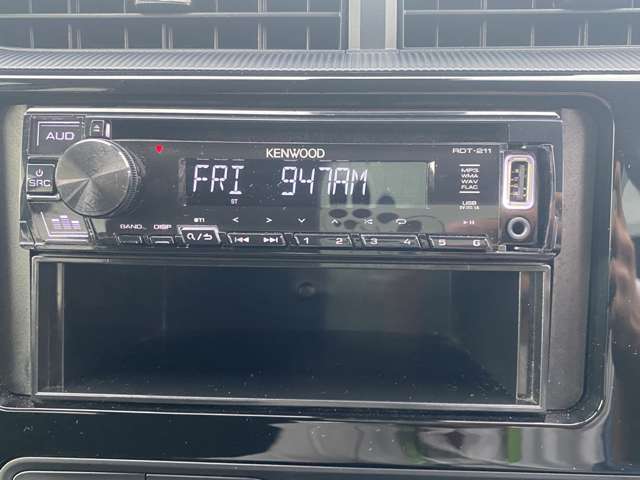 AUD
KENWOOD
RDT-211
SRC
FRI 947AM
ST
MP3
WMA
WAV
FLAC
USB
BAND
DISP
1 2 3 4 5 6